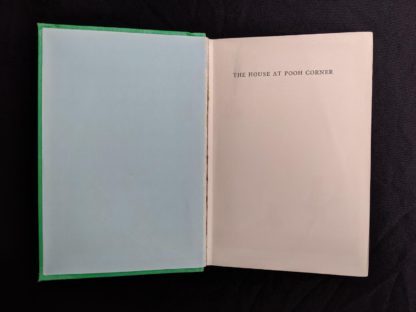 THE HOUSE AT POOH CORNER